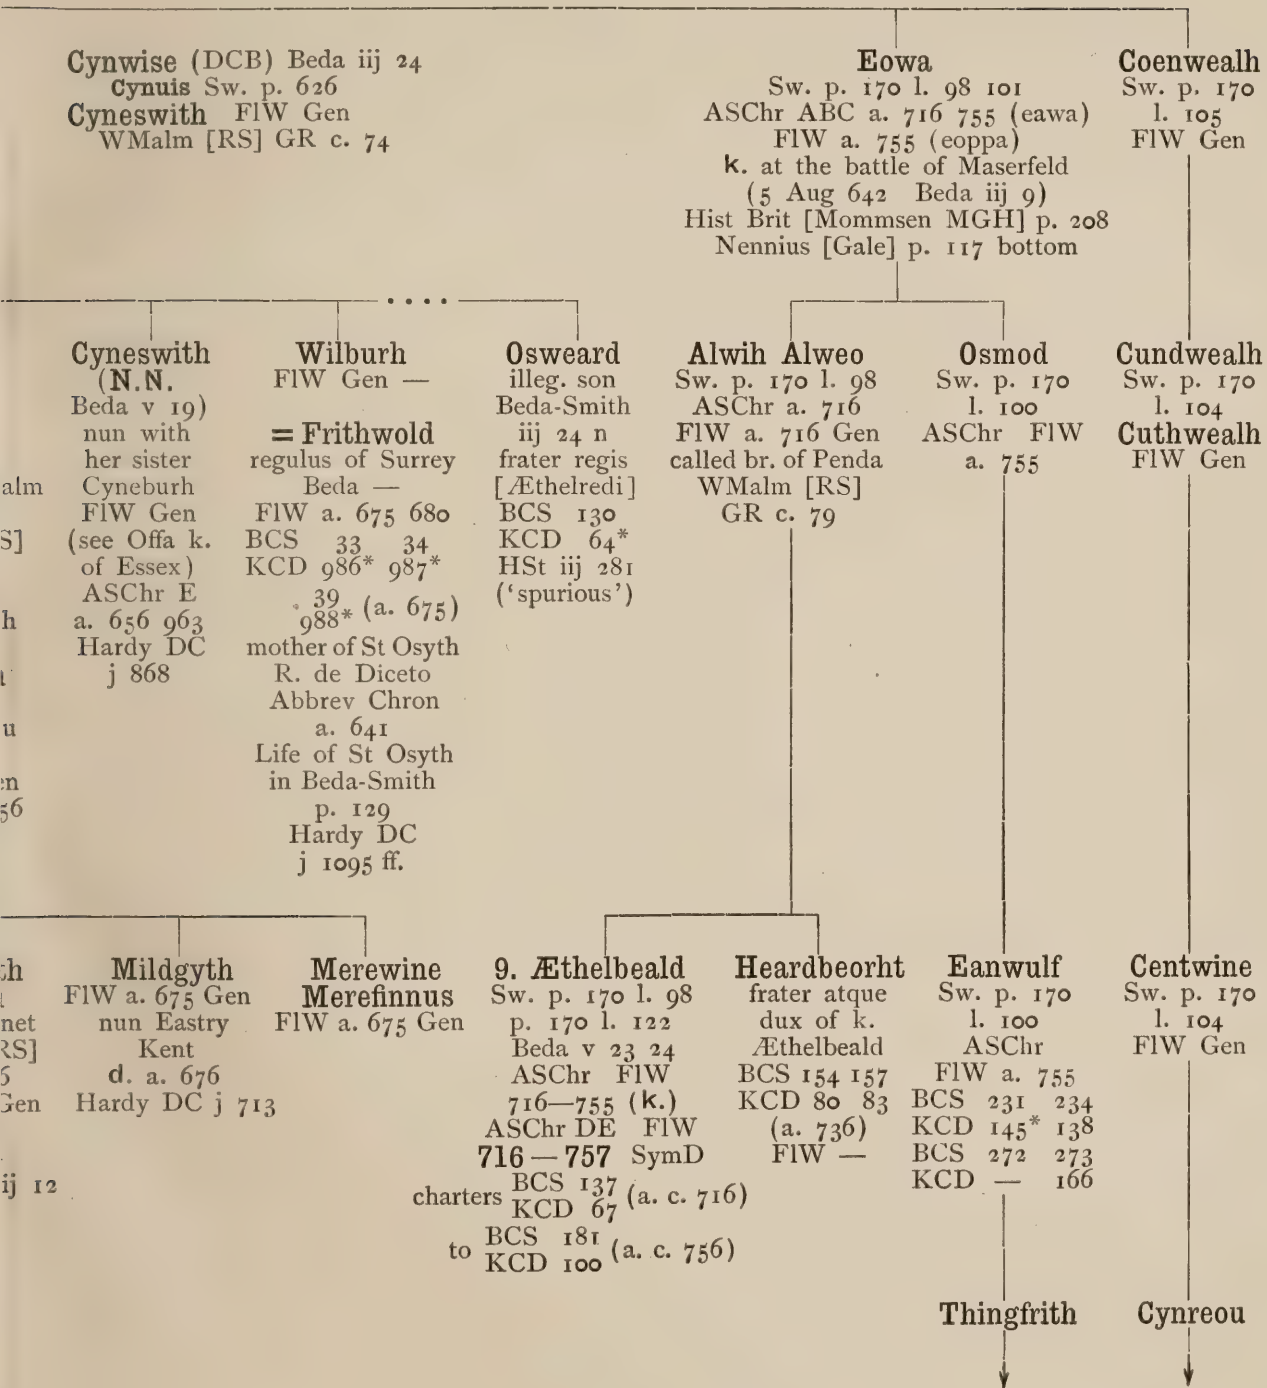 Cynwise (DCB) Beda iij 24
Cynuis Sw. p. 626
Cyneswith FlW Gen
WMalm [RS] GR c. 74
Eowa
Sw. p. 170 l. 98 101
ASChr ABC a. 716 755 (eawa)
FlW a. 755 (eoppa)
k. at the battle of Maserfeld
(5 Aug 642 Beda iij 9)
Hist Brit [Mommsen MGH] p. 208
Nennius [Gale] p. 117 bottom
Coenwealh
Sw. p. 170
l. 105
FlW Gen
alm
S]
h
u
56
Cyneswith
(N.N.
Beda v 19)
nun with
her sister
Cyneburh
FlW Gen
(see Offa k.
of Essex)
ASChr E
a. 656 963
Hardy DC
j 868
Wilburh
FlW Gen —
= Frithwold
regulus of Surrey
Beda —
FlW a. 675 680
BCS 33 34
KCD 986* 987*
39
988* (a. 675)
mother of St Osyth
R. de Diceto
Abbrev Chron
a. 641
Life of St Osyth
in Beda-Smith
p. 129
Hardy DC
j 1095 ff.
Osweard
illeg. son
Beda-Smith
iij 24 n
frater regis
[Æthelredi]
BCS 130
KCD 64*
HSt iij 281
('spurious')
Alwih Alweo
Sw. p. 170 l. 98
ASChr a. 716
FlW a. 716 Gen
called br. of Penda
WMalm [RS]
GR c. 79
Osmod
Sw. p. 170
l. 100
ASChr FlW
a. 755
Cundwealh
Sw. p. 170
l. 104
Cuthwealh
FlW Gen
net
RS]
Gen
ij 12
Mildgyth
FlW a. 675 Gen
nun Eastry
Kent
d. a. 676
Hardy DC j 713
Merewine
Merefinnus
FlW a. 675 Gen
9. Æthelbeald
Sw. p. 170 l. 98
p. 170 l. 122
Beda v 23 24
ASChr FlW
716—755 (k.)
ASChr DE FlW
716—757 SymD
charters BCS 137
KCD 67 (a. c. 716)
to BCS 181
KCD 100 (a. c. 756)
Heardbeorht
frater atque
dux of k.
Æthelbeald
BCS 154 157
KCD 80 83
(a. 736)
FlW —
Eanwulf
Sw. p. 170
l. 100
ASChr
FlW a. 755
BCS 231 234
KCD 145* 138
BCS 272 273
KCD — 166
Centwine
Sw. p. 170
l. 104
FlW Gen
Thingfrith
Cynreou